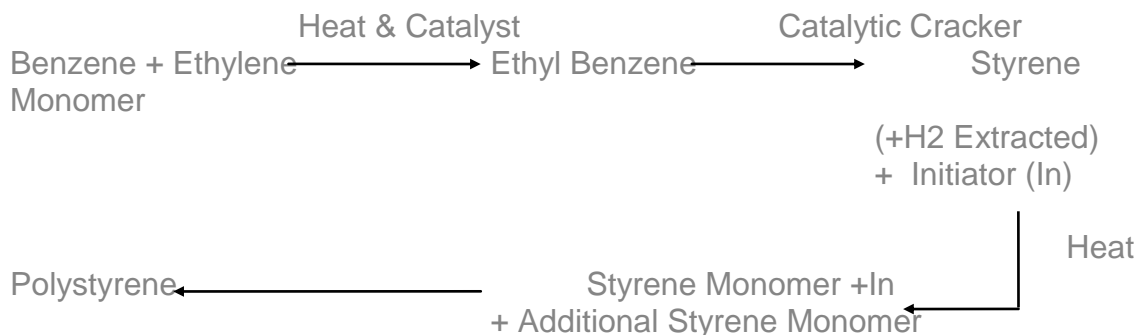 Heat & Catalyst Catalytic Cracker
Benzene + Ethylene Ethyl Benzene Styrene
Monomer
(+H2 Extracted)
+ Initiator (In)
Heat
Polystyrene Styrene Monomer +In
+ Additional Styrene Monomer